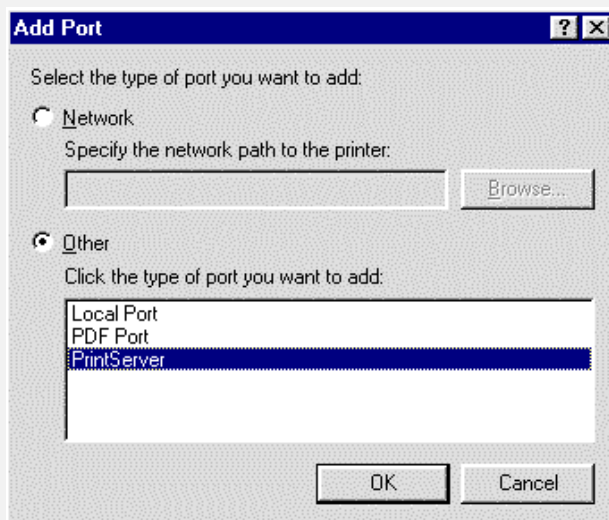 Add Port
Select the type of port you want to add:
Network
Specify the network path to the printer:
Browse...
Other
Click the type of port you want to add:
Local Port
PDF Port
PrintServer
OK Cancel